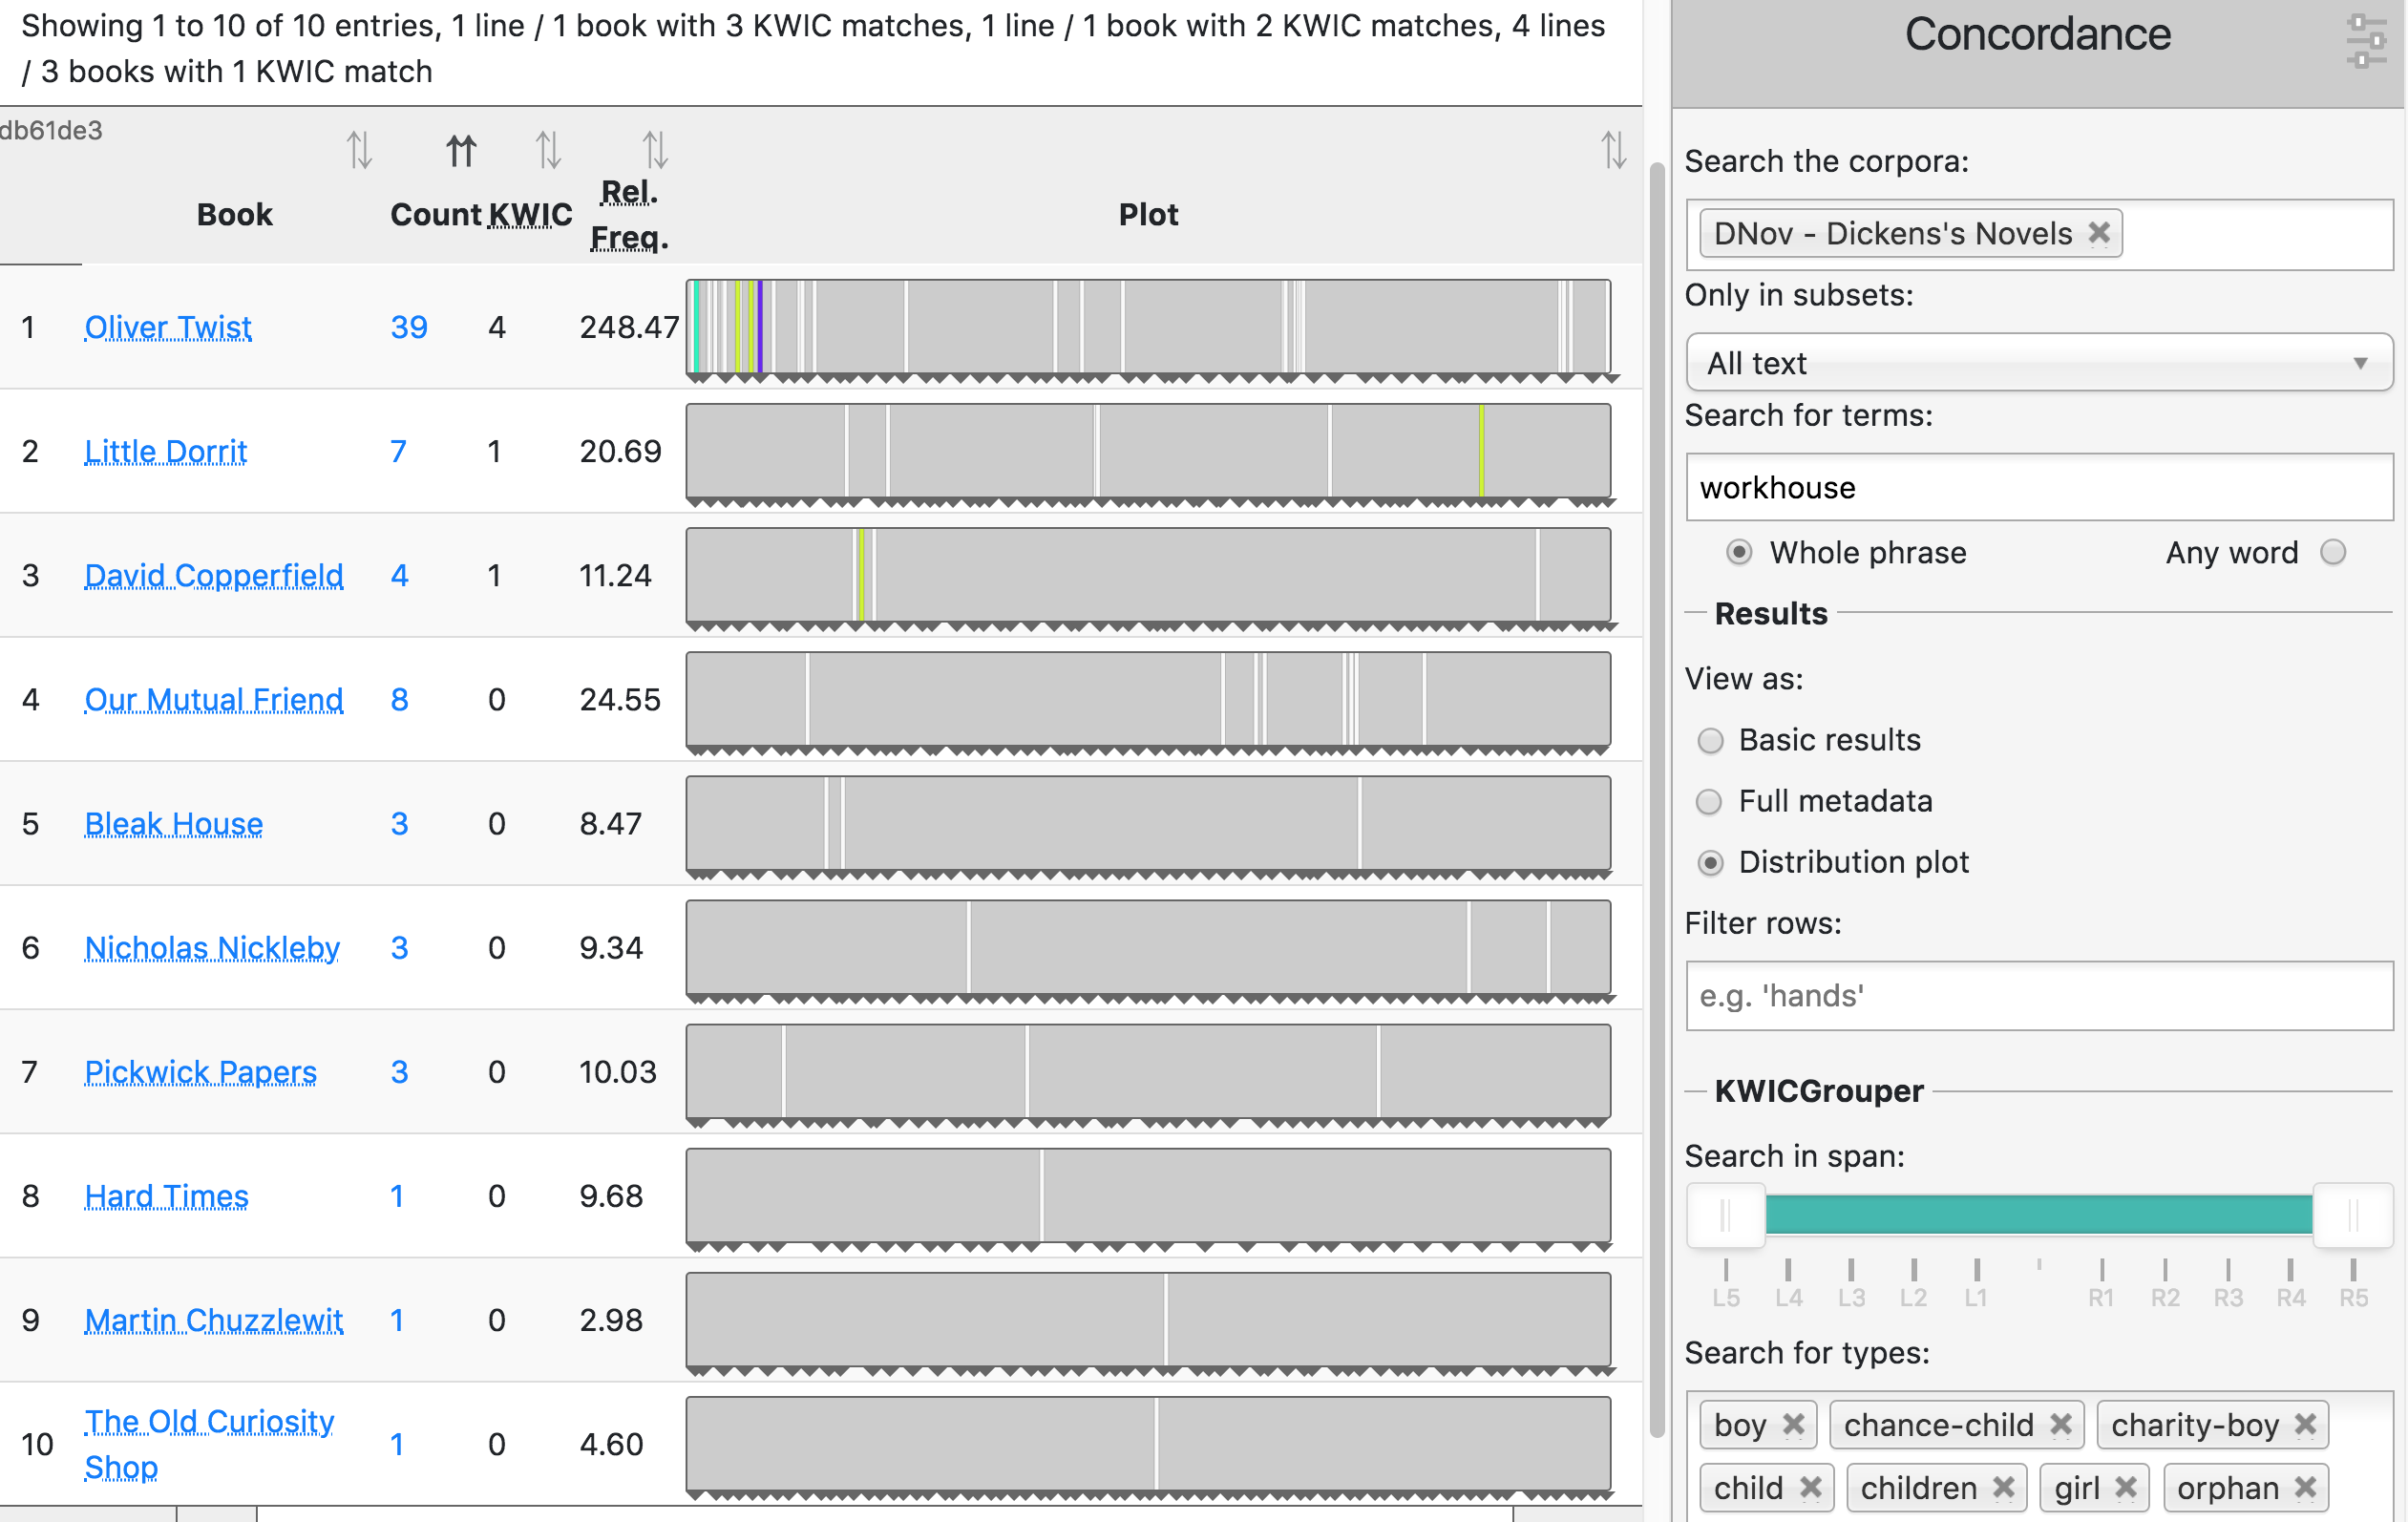 Showing 1 to 10 of 10 entries, 1 line / 1 book with 3 KWIC matches, 1 line / 1 book with 2 KWIC matches, 4 lines
/ 3 books with 1 KWIC match
db61de3
Book Count KWIC Rel. Freq. Plot
1 Oliver Twist 39 4 248.47
2 Little Dorrit 7 1 20.69
3 David Copperfield 4 1 11.24
4 Our Mutual Friend 8 0 24.55
5 Bleak House 3 0 8.47
6 Nicholas Nickleby 3 0 9.34
7 Pickwick Papers 3 0 10.03
8 Hard Times 1 0 9.68
9 Martin Chuzzlewit 1 0 2.98
10 The Old Curiosity Shop 1 0 4.60
Concordance
Search the corpora:
DNov - Dickens's Novels
Only in subsets:
All text
Search for terms:
workhouse
Whole phrase Any word
Results
View as:
Basic results
Full metadata
Distribution plot
Filter rows:
e.g. 'hands'
KWICGrouper
Search in span:
L5 L4 L3 L2 L1 R1 R2 R3 R4 R5
Search for types:
boy chance-child charity-boy
child children girl orphan